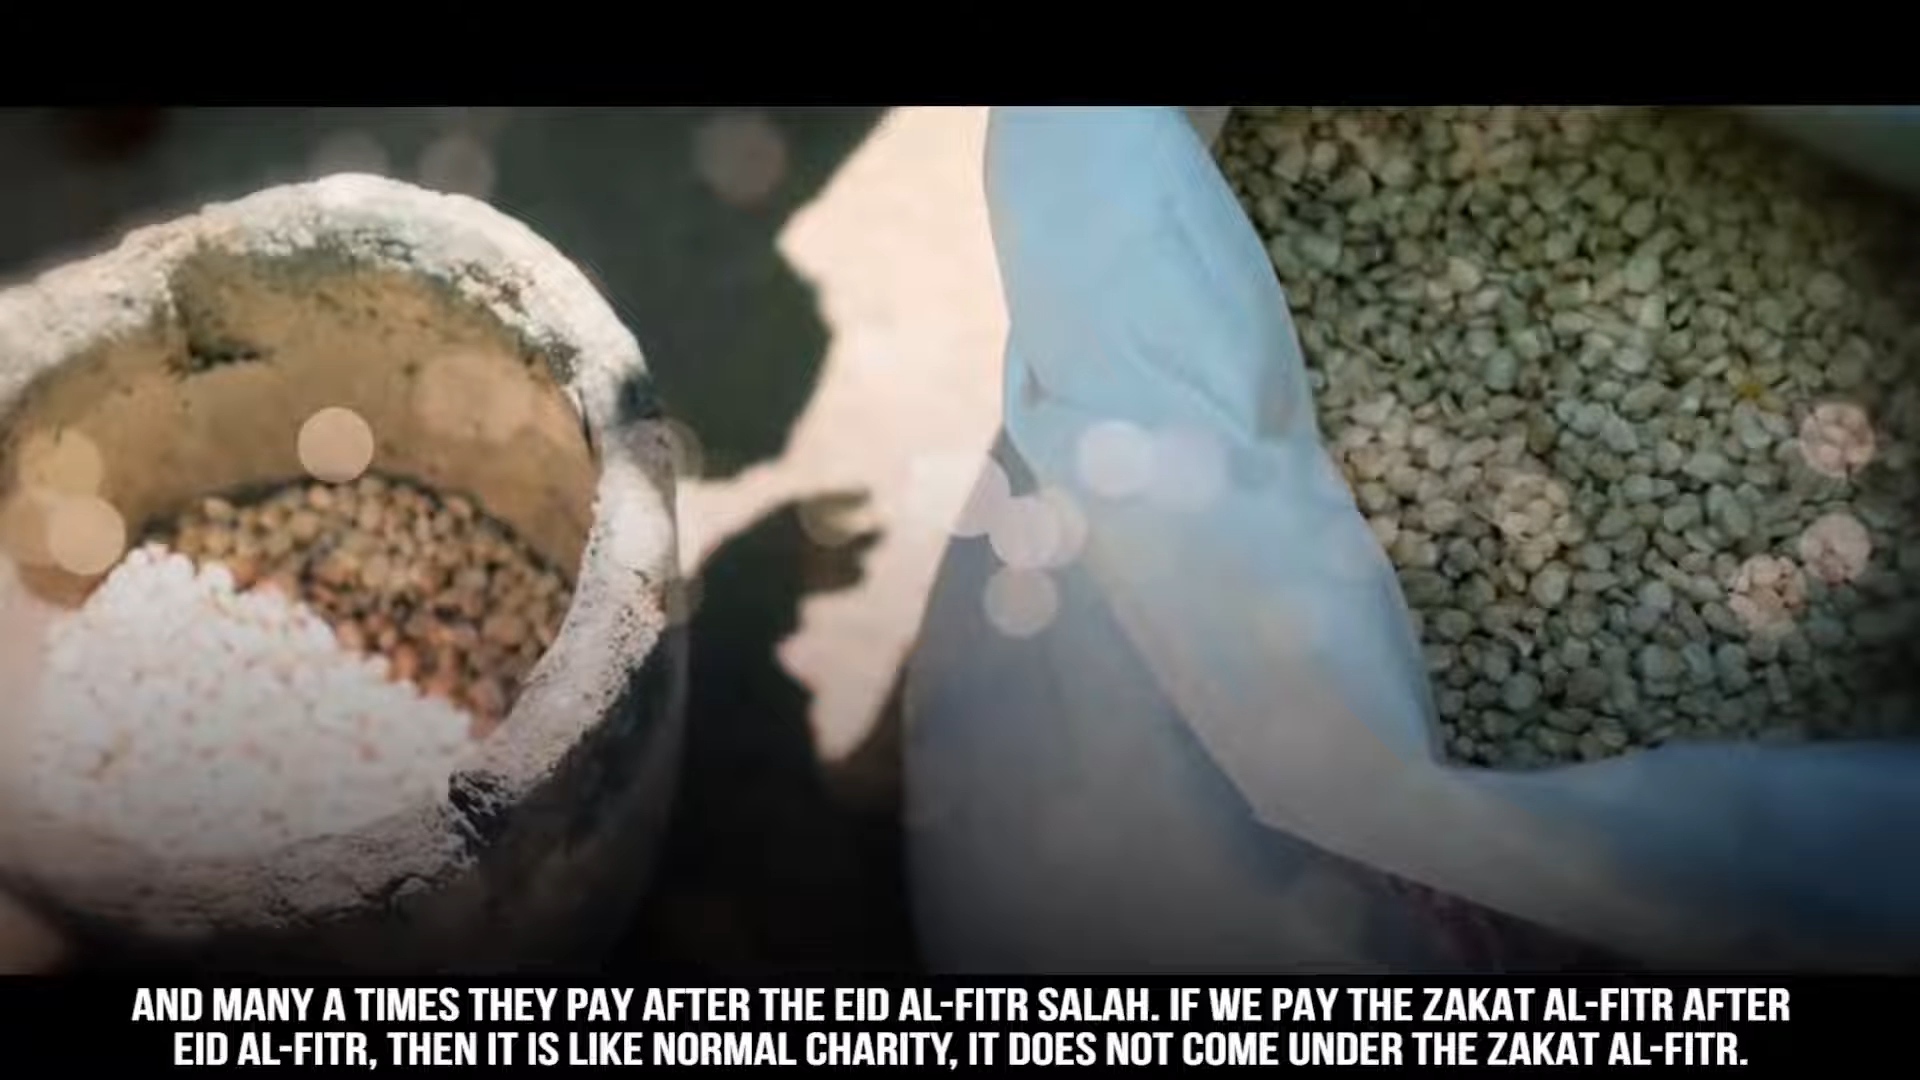 AND MANY A TIMES THEY PAY AFTER THE EID AL-FITR SALAH. IF WE PAY THE ZAKAT AL-FITR AFTER
EID AL-FITR, THEN IT IS LIKE NORMAL CHARITY, IT DOES NOT COME UNDER THE ZAKAT AL-FITR.